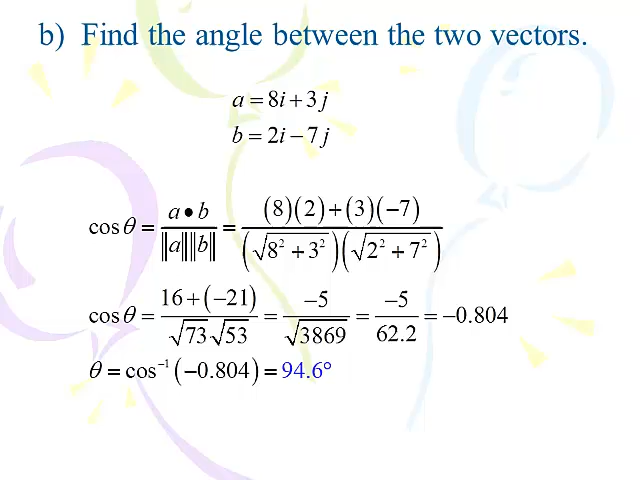 b) Find the angle between the two vectors.
a = 8i + 3j
b = 2i − 7j
cos θ = a • b / ‖a‖‖b‖ = (8)(2) + (3)(−7) / (√8² + 3²)(√2² + 7²)
cos θ = 16 + (−21) / √73 √53 = −5 / √3869 = −5 / 62.2 = −0.804
θ = cos⁻¹(−0.804) = 94.6°